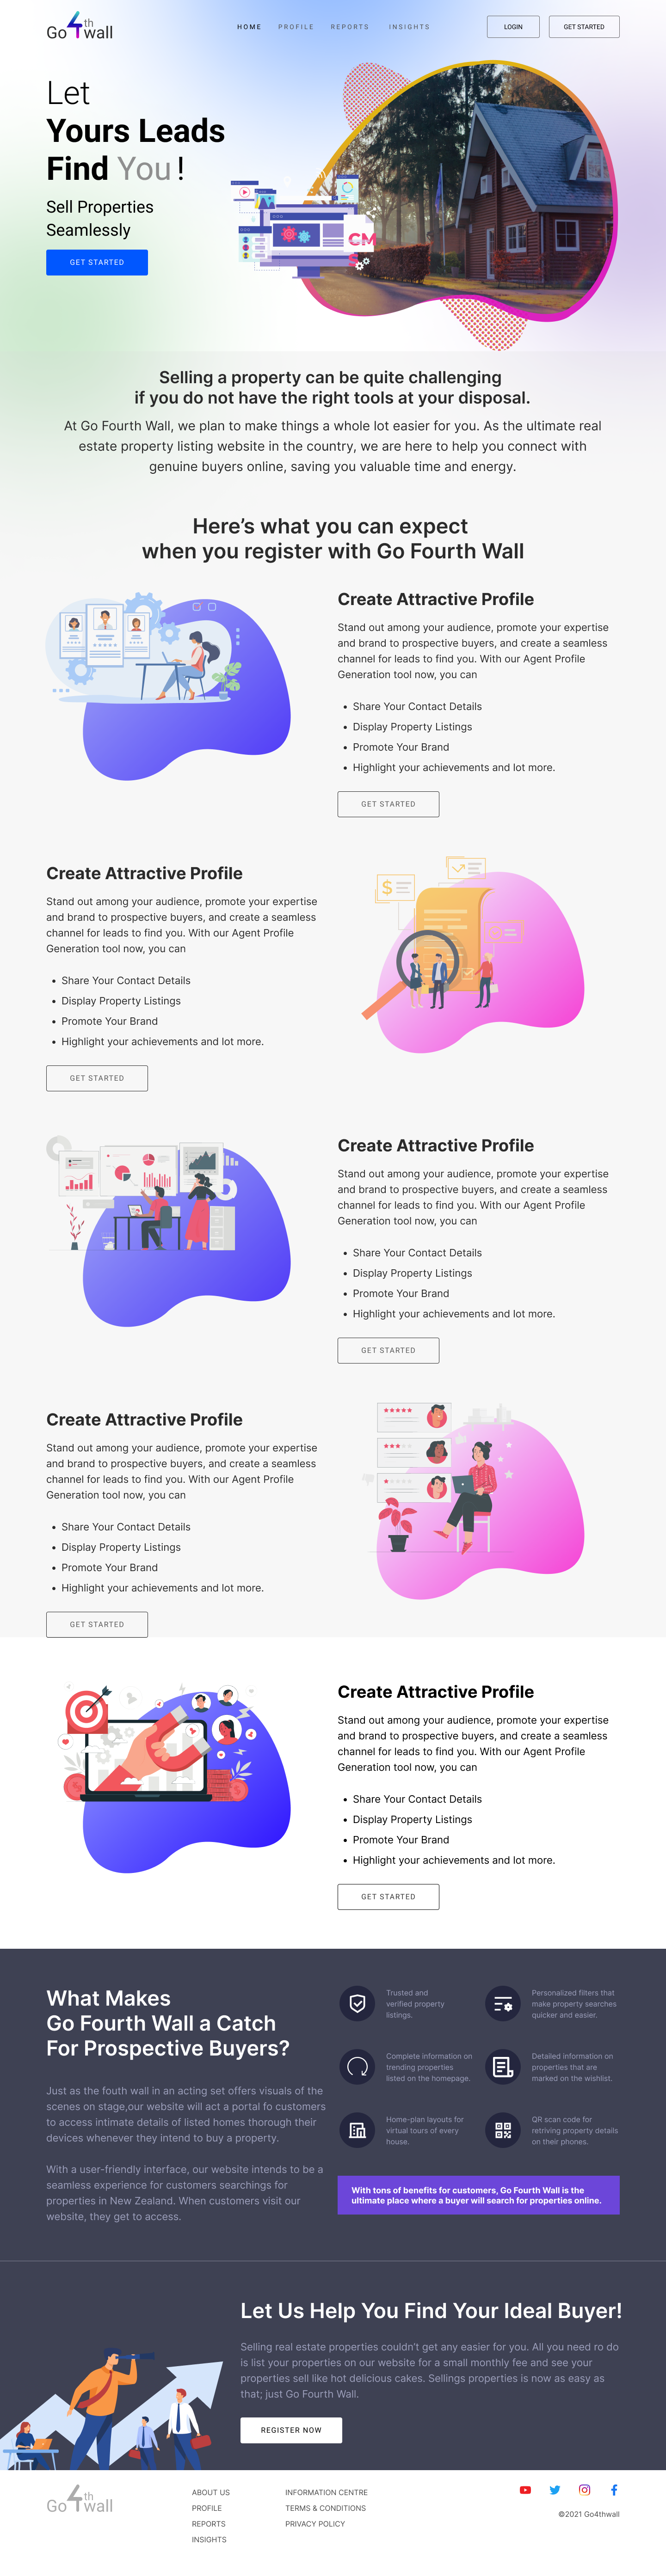 Go4thwall
HOME PROFILE REPORTS INSIGHTS
LOGIN
GET STARTED
Let
Yours Leads
Find You !
Sell Properties
Seamlessly
GET STARTED
CM
S
Selling a property can be quite challenging
if you do not have the right tools at your disposal.
At Go Fourth Wall, we plan to make things a whole lot easier for you. As the ultimate real
estate property listing website in the country, we are here to help you connect with
genuine buyers online, saving you valuable time and energy.
Here's what you can expect
when you register with Go Fourth Wall
Create Attractive Profile
Stand out among your audience, promote your expertise
and brand to prospective buyers, and create a seamless
channel for leads to find you. With our Agent Profile
Generation tool now, you can
• Share Your Contact Details
• Display Property Listings
• Promote Your Brand
• Highlight your achievements and lot more.
GET STARTED
Create Attractive Profile
Stand out among your audience, promote your expertise
and brand to prospective buyers, and create a seamless
channel for leads to find you. With our Agent Profile
Generation tool now, you can
• Share Your Contact Details
• Display Property Listings
• Promote Your Brand
• Highlight your achievements and lot more.
GET STARTED
Create Attractive Profile
Stand out among your audience, promote your expertise
and brand to prospective buyers, and create a seamless
channel for leads to find you. With our Agent Profile
Generation tool now, you can
• Share Your Contact Details
• Display Property Listings
• Promote Your Brand
• Highlight your achievements and lot more.
GET STARTED
Create Attractive Profile
Stand out among your audience, promote your expertise
and brand to prospective buyers, and create a seamless
channel for leads to find you. With our Agent Profile
Generation tool now, you can
• Share Your Contact Details
• Display Property Listings
• Promote Your Brand
• Highlight your achievements and lot more.
GET STARTED
Create Attractive Profile
Stand out among your audience, promote your expertise
and brand to prospective buyers, and create a seamless
channel for leads to find you. With our Agent Profile
Generation tool now, you can
• Share Your Contact Details
• Display Property Listings
• Promote Your Brand
• Highlight your achievements and lot more.
GET STARTED
What Makes
Go Fourth Wall a Catch
For Prospective Buyers?
Just as the fouth wall in an acting set offers visuals of the
scenes on stage,our website will act a portal fo customers
to access intimate details of listed homes thorough their
devices whenever they intend to buy a property.
With a user-friendly interface, our website intends to be a
seamless experience for customers searchings for
properties in New Zealand. When customers visit our
website, they get to access.
Trusted and
verified property
listings.
Personalized filters that
make property searches
quicker and easier.
Complete information on
trending properties
listed on the homepage.
Detailed information on
properties that are
marked on the wishlist.
Home-plan layouts for
virtual tours of every
house.
QR scan code for
retriving property details
on their phones.
With tons of benefits for customers, Go Fourth Wall is the
ultimate place where a buyer will search for properties online.
Let Us Help You Find Your Ideal Buyer!
Selling real estate properties couldn't get any easier for you. All you need ro do
is list your properties on our website for a small monthly fee and see your
properties sell like hot delicious cakes. Sellings properties is now as easy as
that; just Go Fourth Wall.
REGISTER NOW
Go4thwall
ABOUT US
PROFILE
REPORTS
INSIGHTS
INFORMATION CENTRE
TERMS & CONDITIONS
PRIVACY POLICY
©2021 Go4thwall